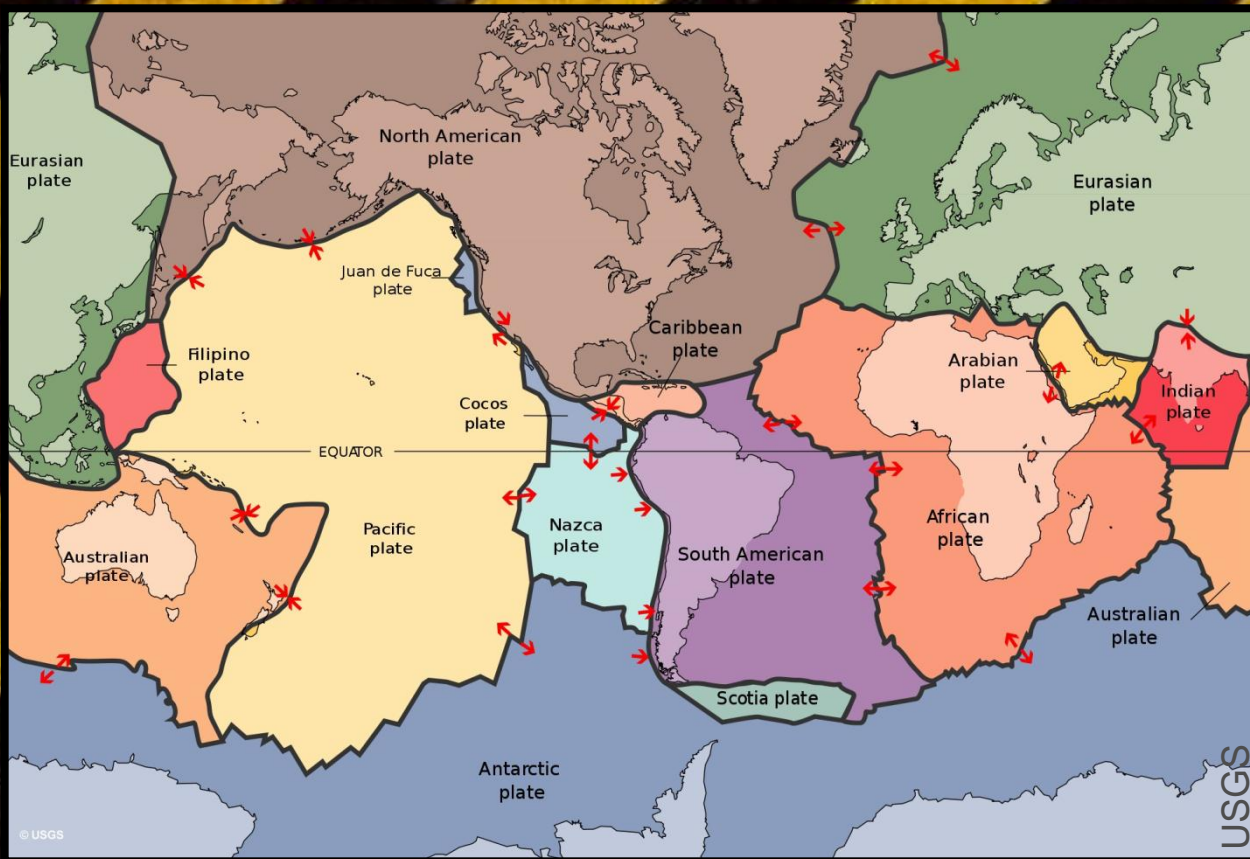 North American
plate
Eurasian
plate
Eurasian
plate
Juan de Fuca
plate
Caribbean
plate
Filipino
plate
Arabian
plate
Indian
plate
Cocos
plate
EQUATOR
Pacific
plate
Nazca
plate
African
plate
South American
plate
Australian
plate
Australian
plate
Scotia plate
Antarctic
plate
© USGS
USGS